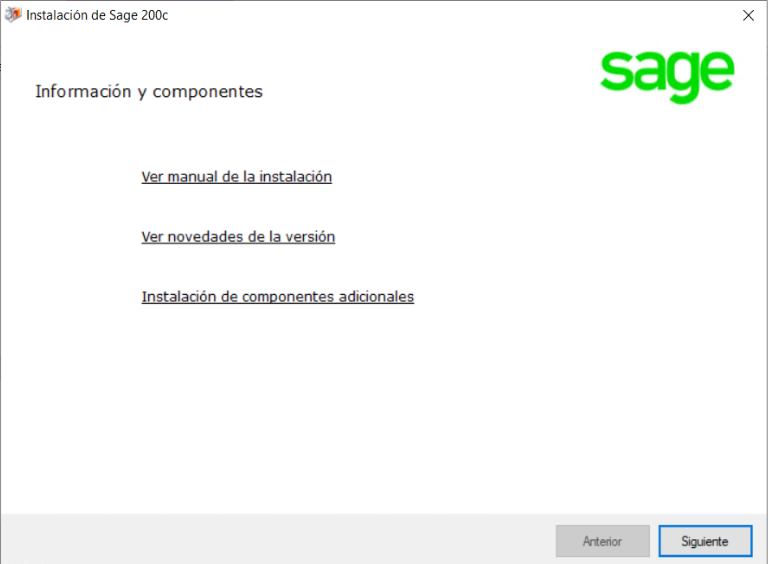 Instalación de Sage 200c
sage
Información y componentes
Ver manual de la instalación
Ver novedades de la versión
Instalación de componentes adicionales
Anterior
Siguiente